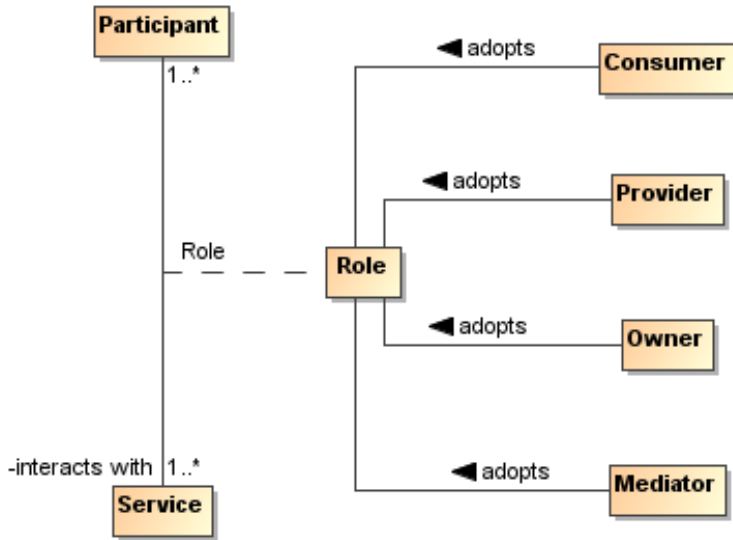 Participant
1..*
adopts
Consumer
adopts
Provider
Role
Role
adopts
Owner
-interacts with
1..*
adopts
Mediator
Service